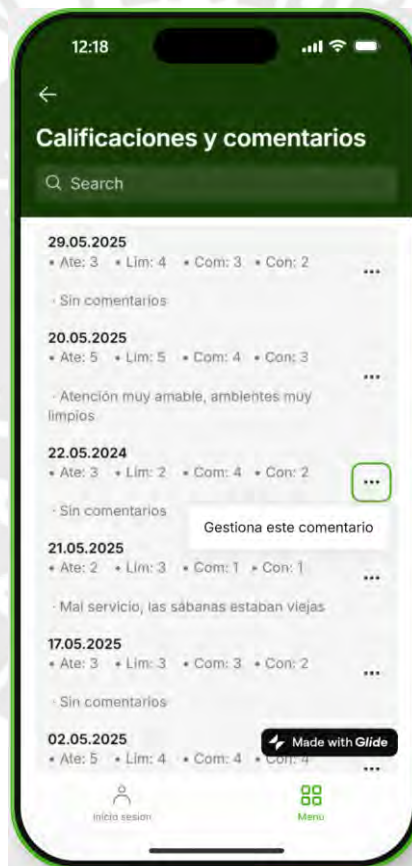 12:18
Calificaciones y comentarios
Search
29.05.2025
• Ate: 3 • Lim: 4 • Com: 3 • Con: 2
...
· Sin comentarios
20.05.2025
• Ate: 5 • Lim: 5 • Com: 4 • Con: 3
...
· Atención muy amable, ambientes muy
limpios
22.05.2024
• Ate: 3 • Lim: 2 • Com: 4 • Con: 2
...
· Sin comentarios
Gestiona este comentario
21.05.2025
• Ate: 2 • Lim: 3 • Com: 1 • Con: 1
...
· Mal servicio, las sábanas estaban viejas
17.05.2025
• Ate: 3 • Lim: 3 • Com: 3 • Con: 2
...
· Sin comentarios
02.05.2025
Made with Glide
• Ate: 5 • Lim: 4 • Com: 4 • Con: 4
...
Inicio sesion
Menú